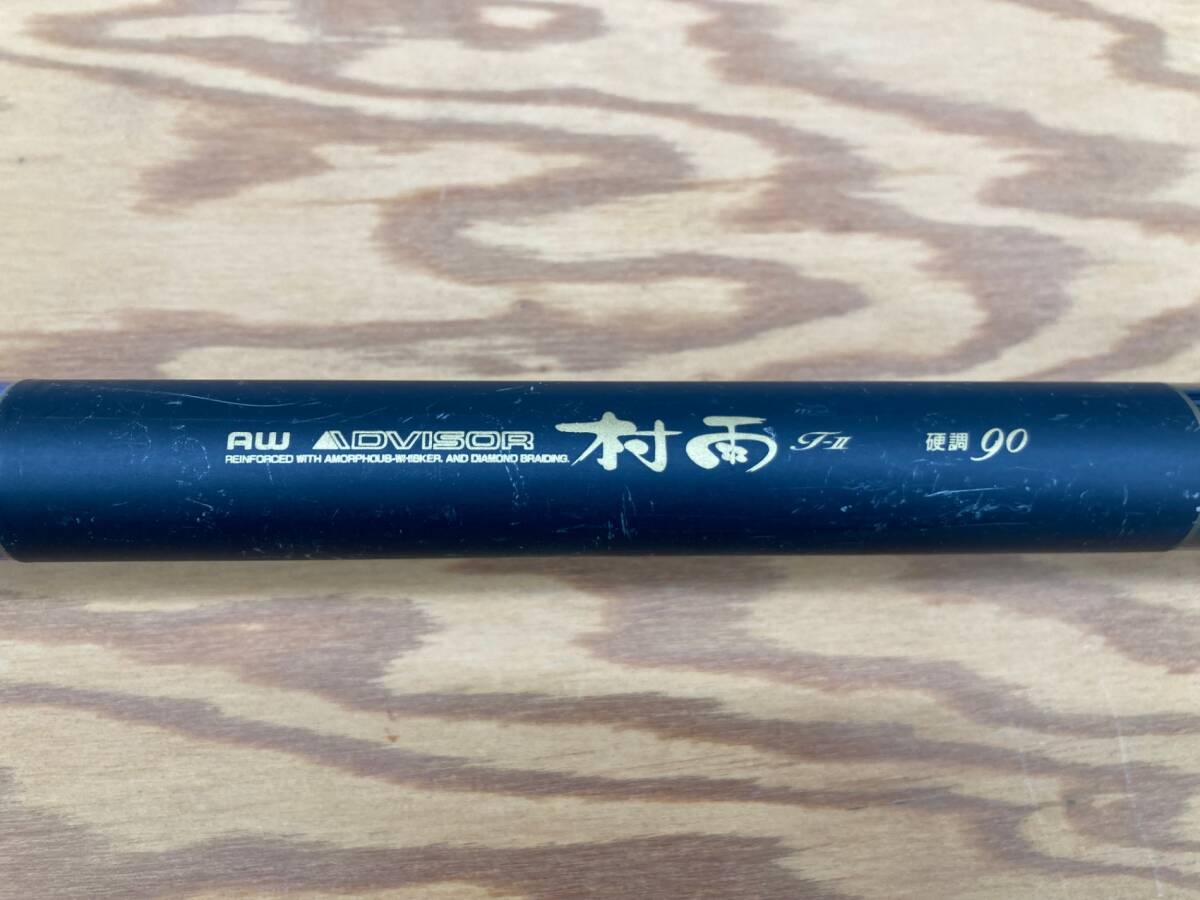 AW ADVISOR 村雨 T-II 硬調 90
REINFORCED WITH AMORPHOUS-WHISKER. AND DIAMOND BRAIDING.